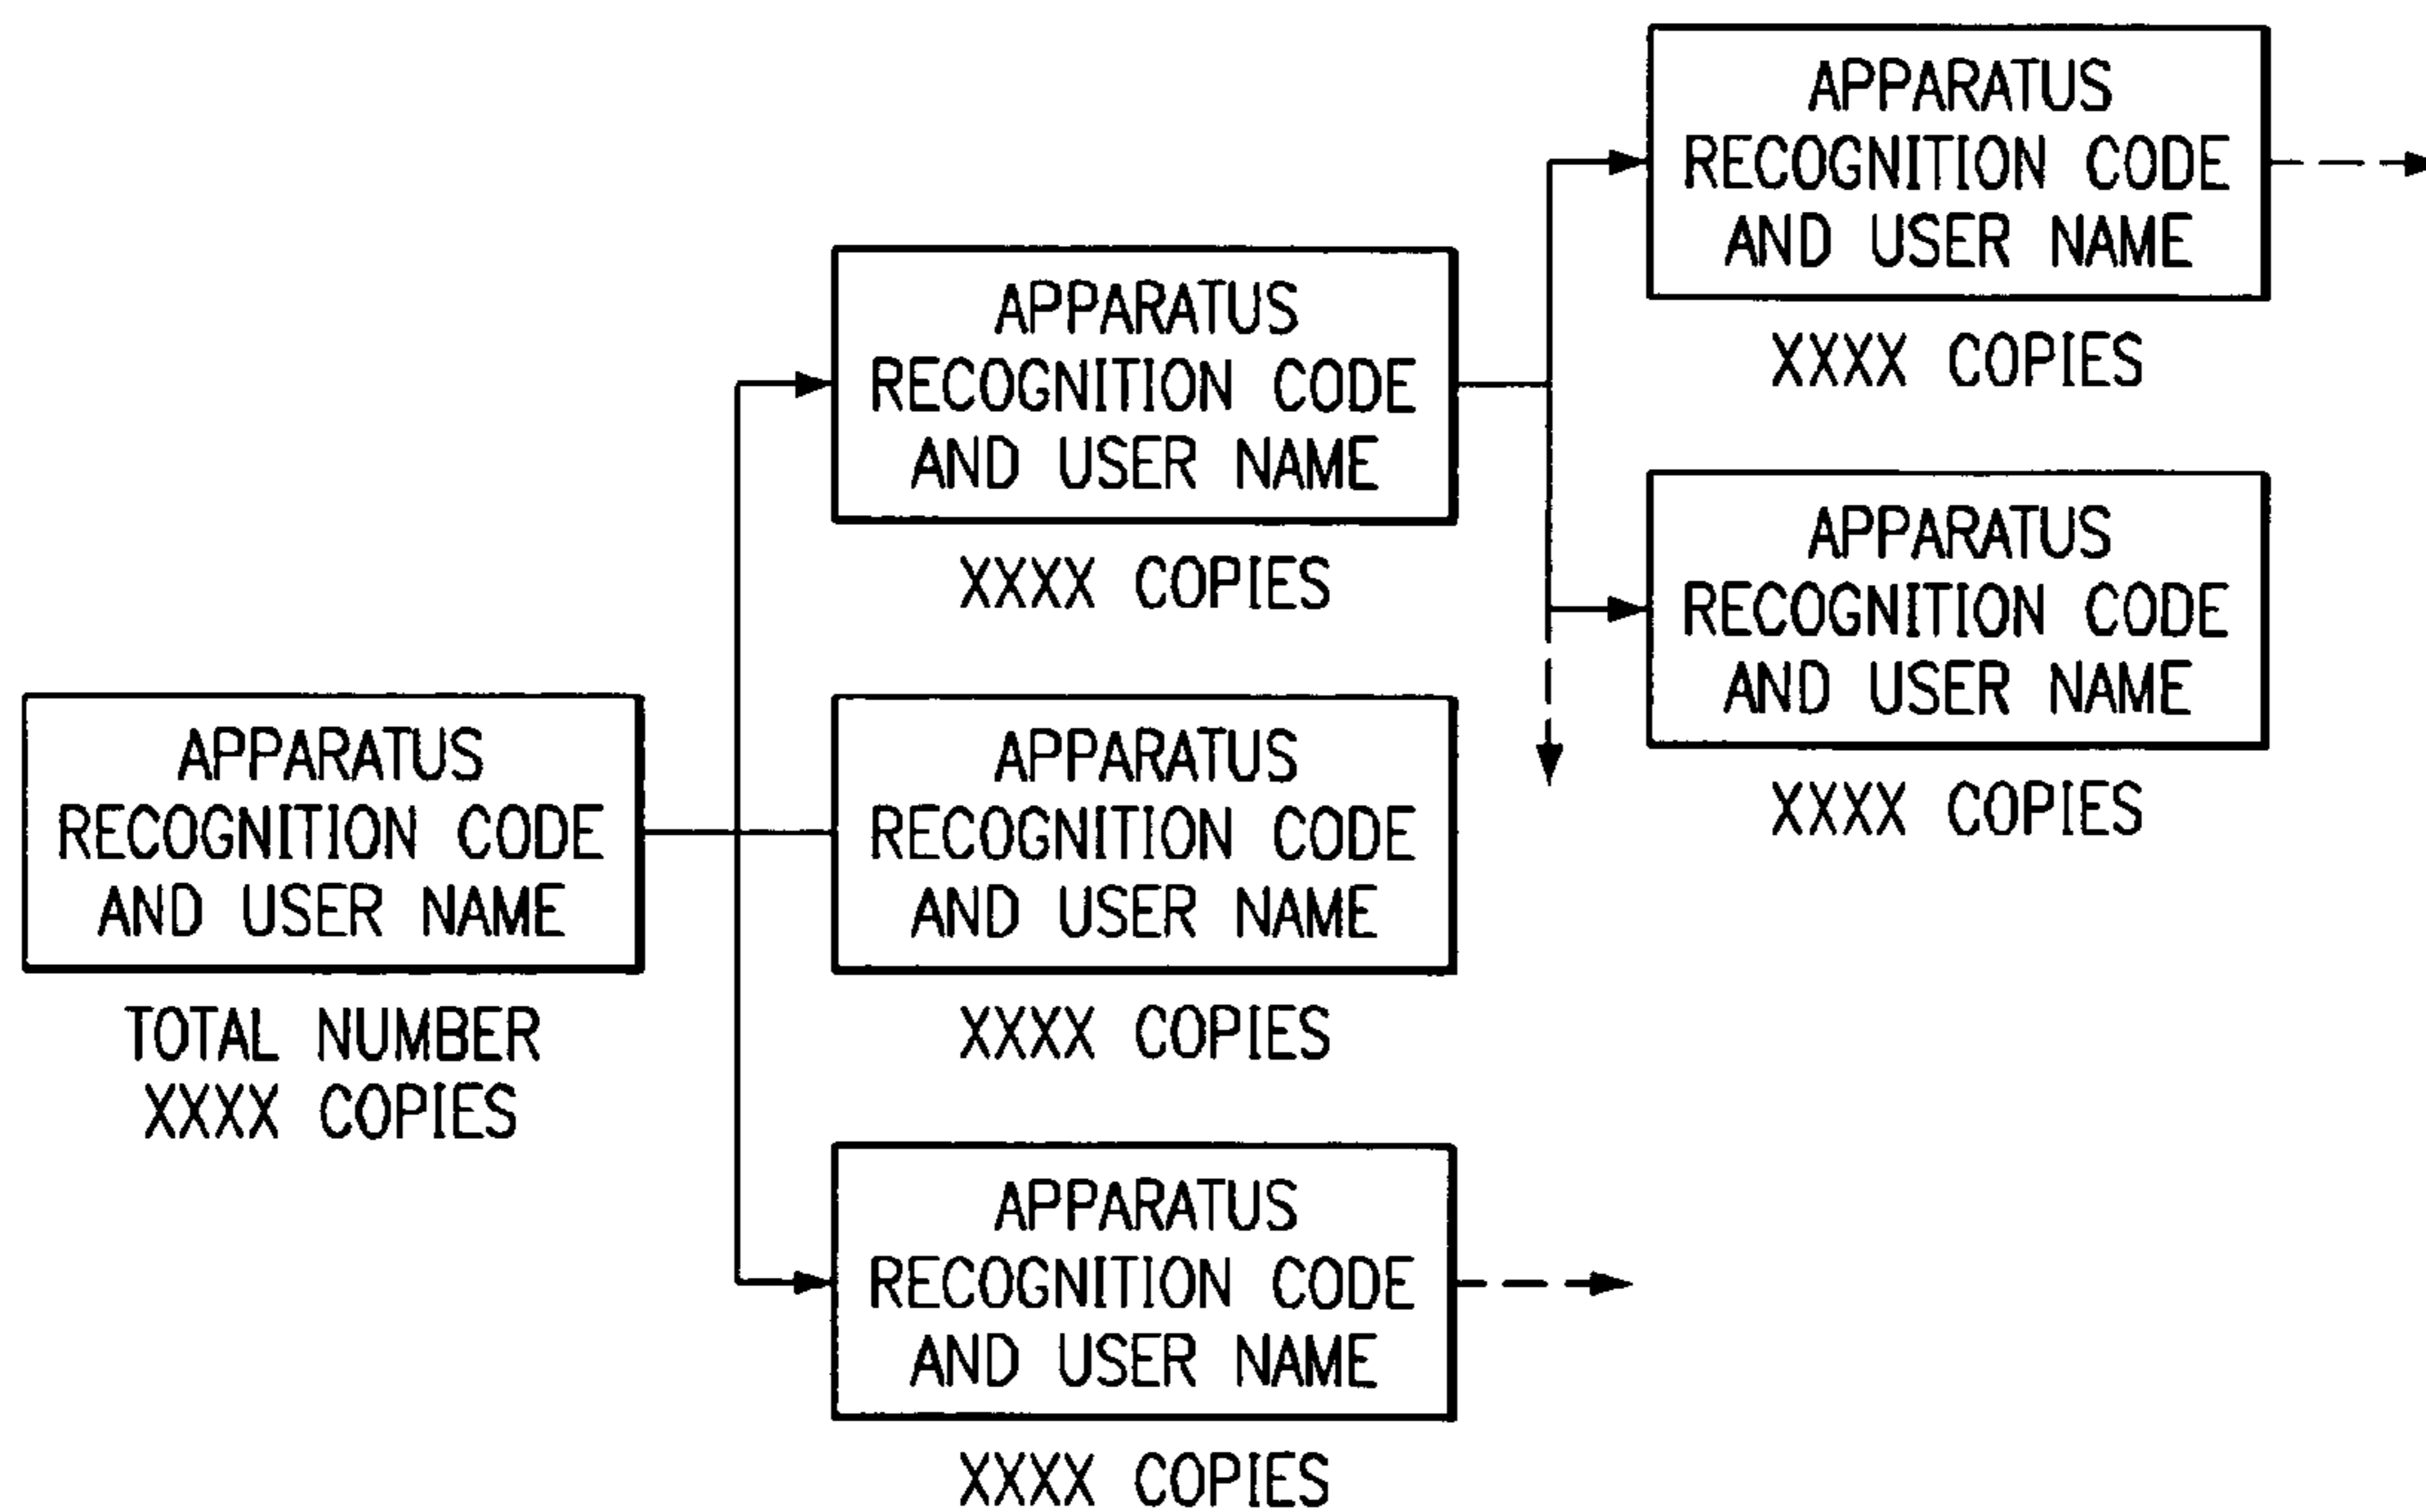 APPARATUS
RECOGNITION CODE
AND USER NAME
TOTAL NUMBER
XXXX COPIES
APPARATUS
RECOGNITION CODE
AND USER NAME
XXXX COPIES
APPARATUS
RECOGNITION CODE
AND USER NAME
XXXX COPIES
APPARATUS
RECOGNITION CODE
AND USER NAME
XXXX COPIES
APPARATUS
RECOGNITION CODE
AND USER NAME
XXXX COPIES
APPARATUS
RECOGNITION CODE
AND USER NAME
XXXX COPIES